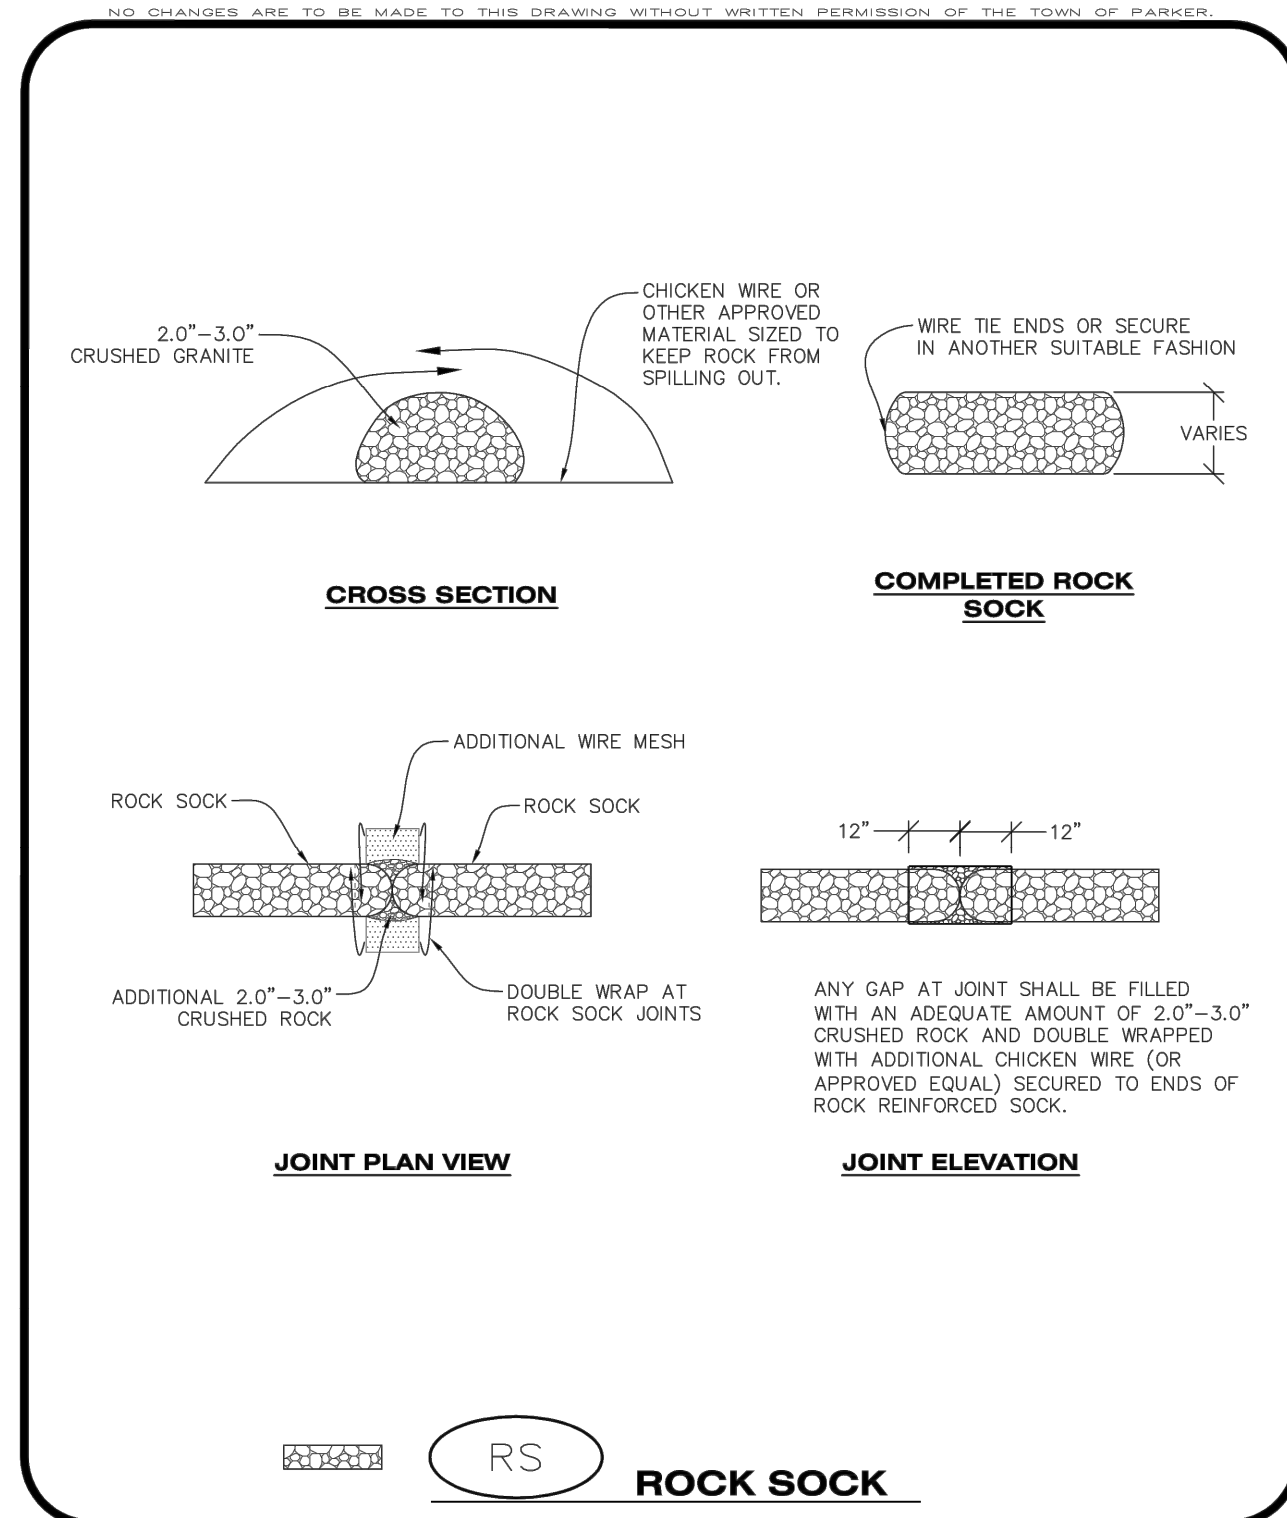 NO CHANGES ARE TO BE MADE TO THIS DRAWING WITHOUT WRITTEN PERMISSION OF THE TOWN OF PARKER.
2.0"–3.0"
CRUSHED GRANITE
CHICKEN WIRE OR
OTHER APPROVED
MATERIAL SIZED TO
KEEP ROCK FROM
SPILLING OUT.
WIRE TIE ENDS OR SECURE
IN ANOTHER SUITABLE FASHION
VARIES
CROSS SECTION
COMPLETED ROCK
SOCK
ADDITIONAL WIRE MESH
ROCK SOCK
ROCK SOCK
ADDITIONAL 2.0"–3.0"
CRUSHED ROCK
DOUBLE WRAP AT
ROCK SOCK JOINTS
12"
12"
ANY GAP AT JOINT SHALL BE FILLED
WITH AN ADEQUATE AMOUNT OF 2.0"–3.0"
CRUSHED ROCK AND DOUBLE WRAPPED
WITH ADDITIONAL CHICKEN WIRE (OR
APPROVED EQUAL) SECURED TO ENDS OF
ROCK REINFORCED SOCK.
JOINT PLAN VIEW
JOINT ELEVATION
RS
ROCK SOCK